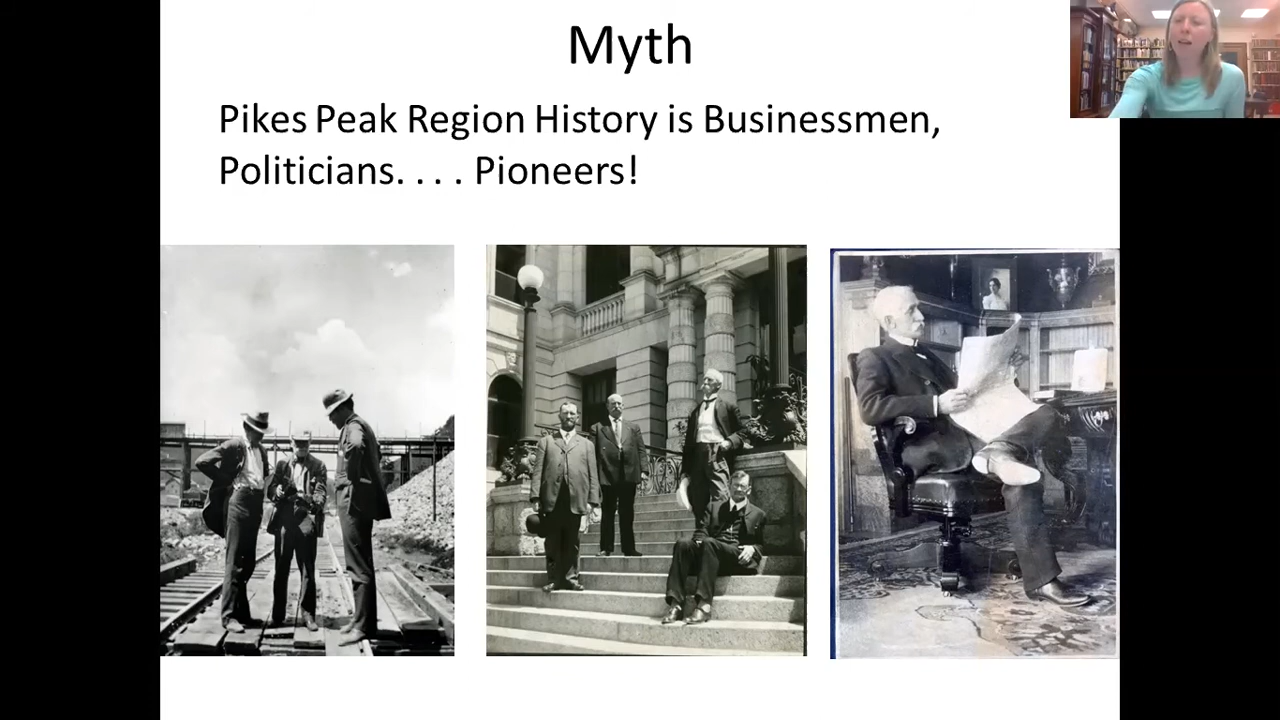 Myth
Pikes Peak Region History is Businessmen,
Politicians. . . . Pioneers!